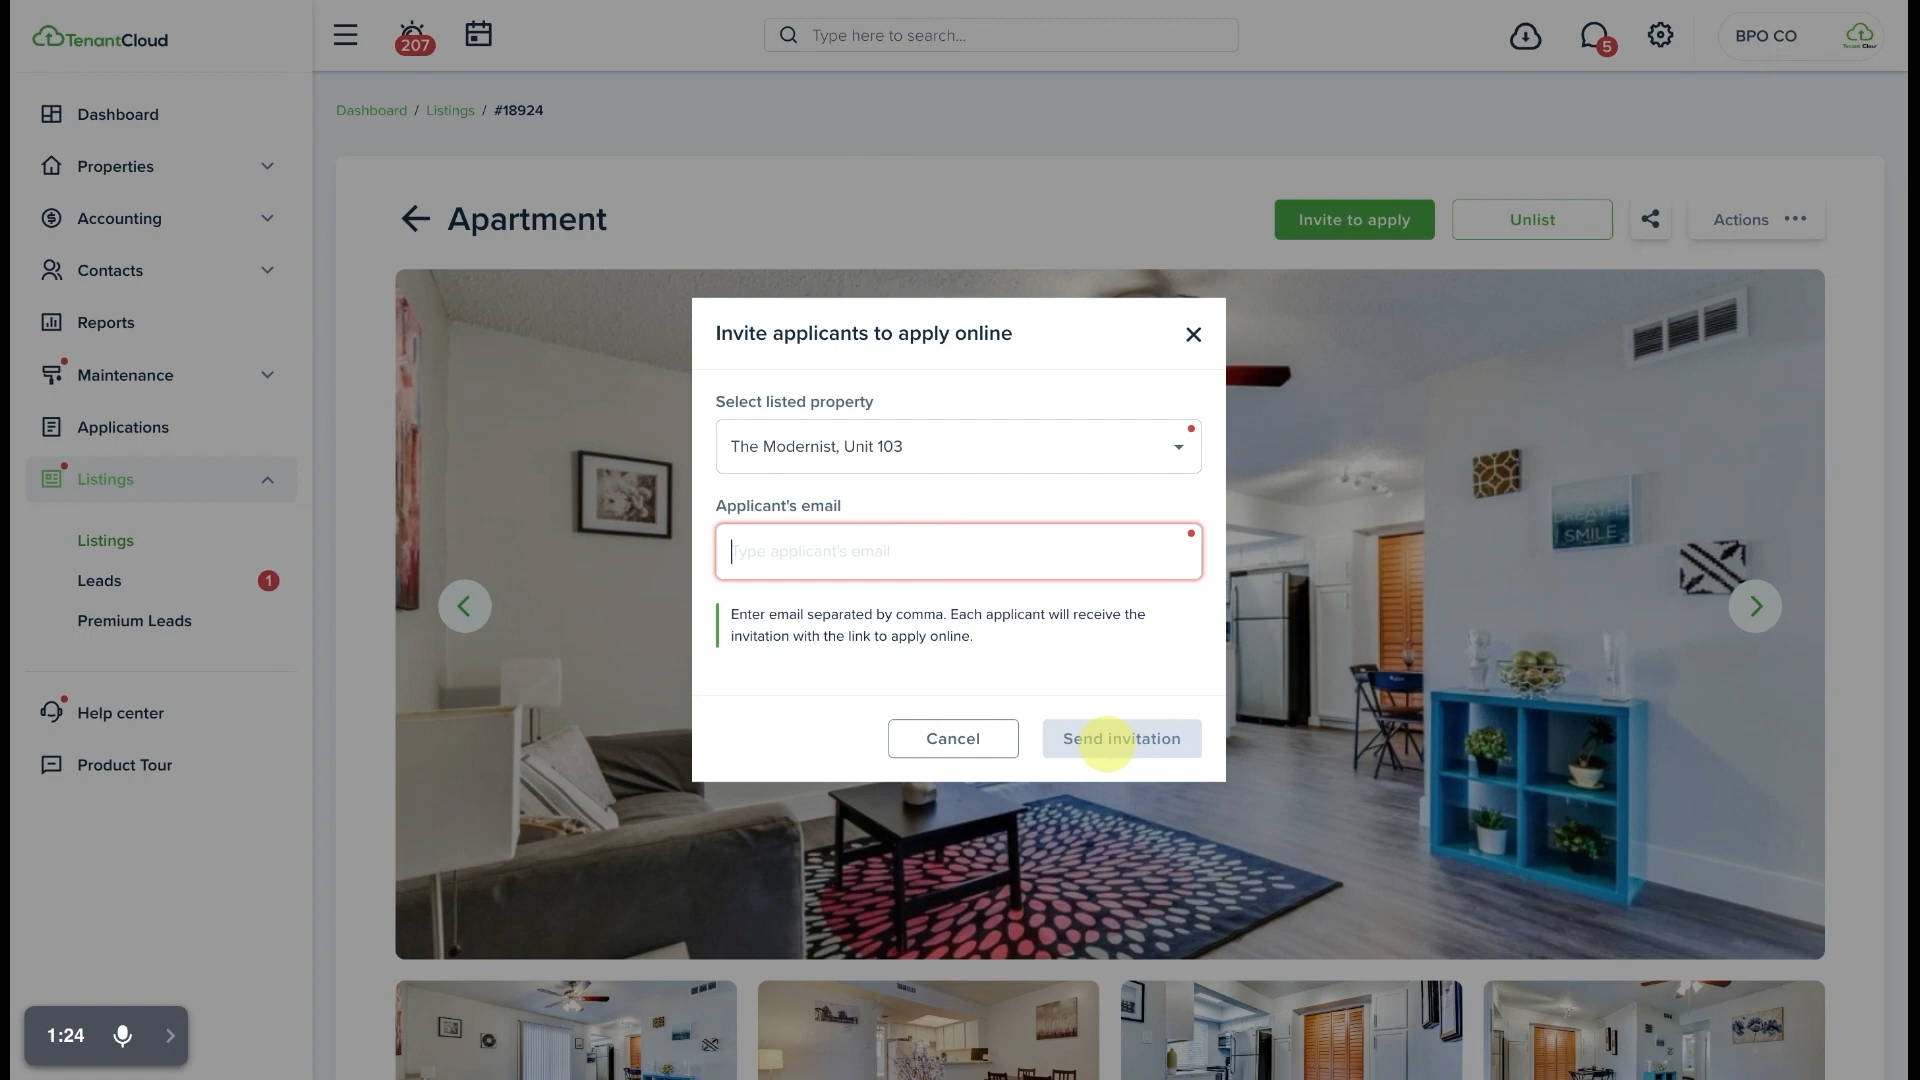 TenantCloud
207
Type here to search...
5
BPO CO
Dashboard
Properties
Accounting
Contacts
Reports
Maintenance
Applications
Listings
Listings
Leads
1
Premium Leads
Help center
Product Tour
1:24
Dashboard / Listings / #18924
Apartment
Invite to apply
Unlist
Actions
Invite applicants to apply online
Select listed property
The Modernist, Unit 103
Applicant's email
Type applicant's email
Enter email separated by comma. Each applicant will receive the
invitation with the link to apply online.
Cancel
Send invitation
BREATHE
SMILE